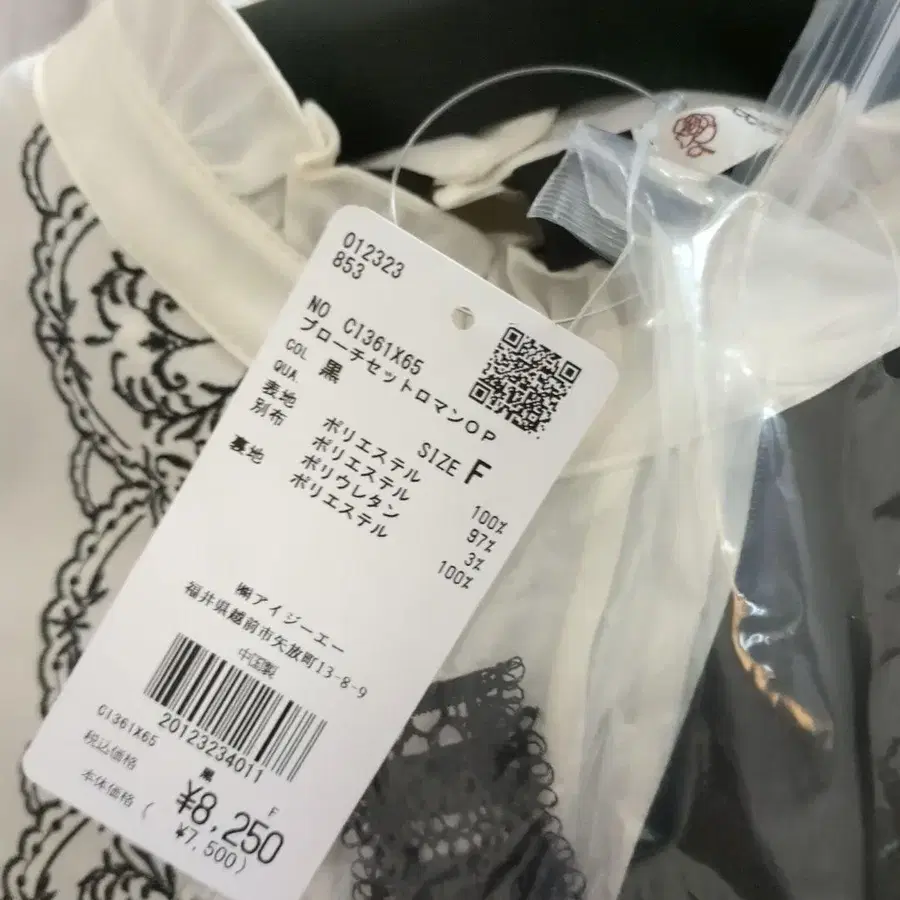 012323
853
NO CI361X65
ブローチセットロマンOP
COL 黒 SIZE F
QUA.
表地 ポリエステル 100%
別布 ポリエステル 97%
ポリウレタン 3%
裏地 ポリエステル 100%
㈱アイジーエー
福井県越前市矢放町13-8-9
中国製
20123234011
CI361X65 黒 F
税込価格 ¥8,250
本体価格 ( ¥7,500)